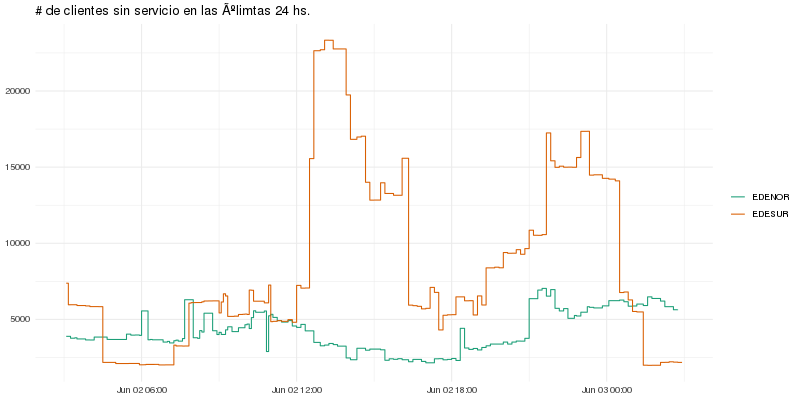 # de clientes sin servicio en las Ãºlimtas 24 hs.
20000
15000
10000
5000
Jun 02 06:00
Jun 02 12:00
Jun 02 18:00
Jun 03 00:00
EDENOR
EDESUR